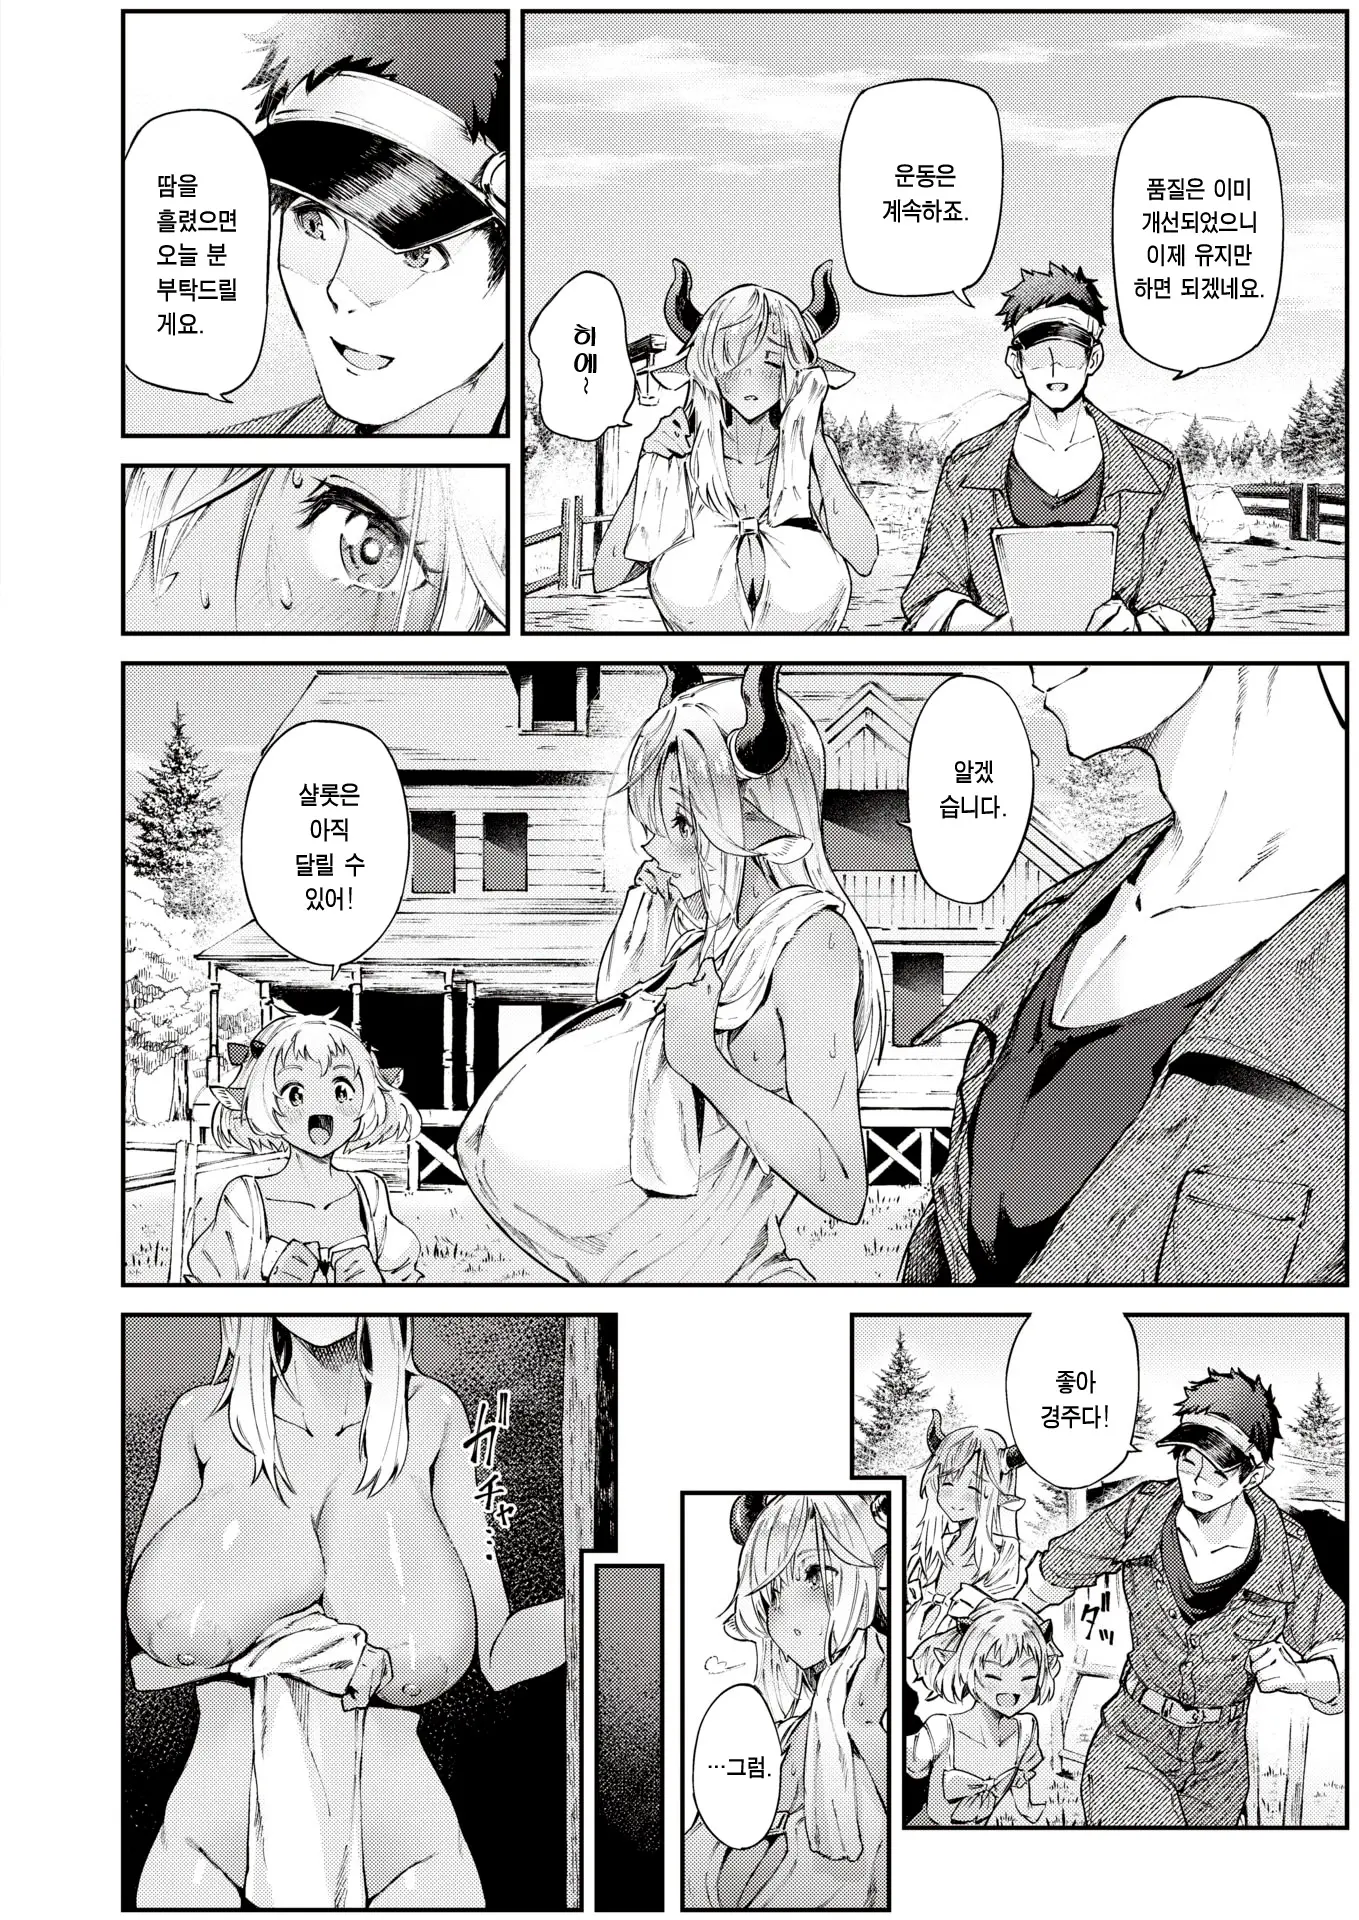 품질은 이미
개선되었으니
이제 유지만
하면 되겠네요.
운동은
계속하죠.
히에~
땀을
흘렸으면
오늘 분
부탁드릴
게요.
알겠
습니다.
샬롯은
아직
달릴 수
있어!
좋아
경주다!
ダッ
…그럼.
ガチャ…